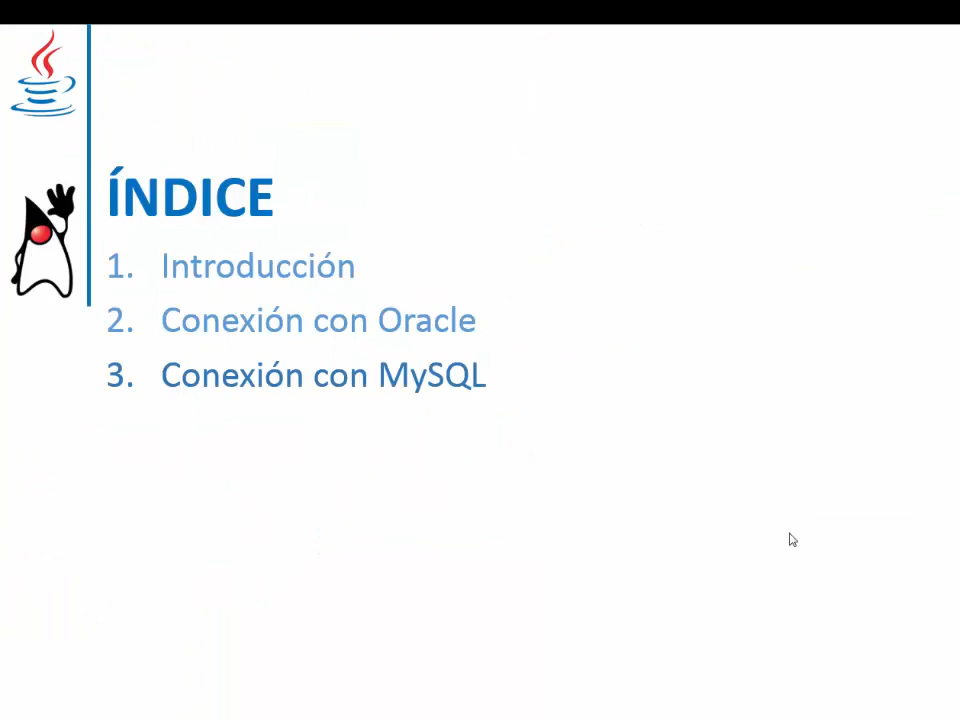 ÍNDICE
1. Introducción
2. Conexión con Oracle
3. Conexión con MySQL